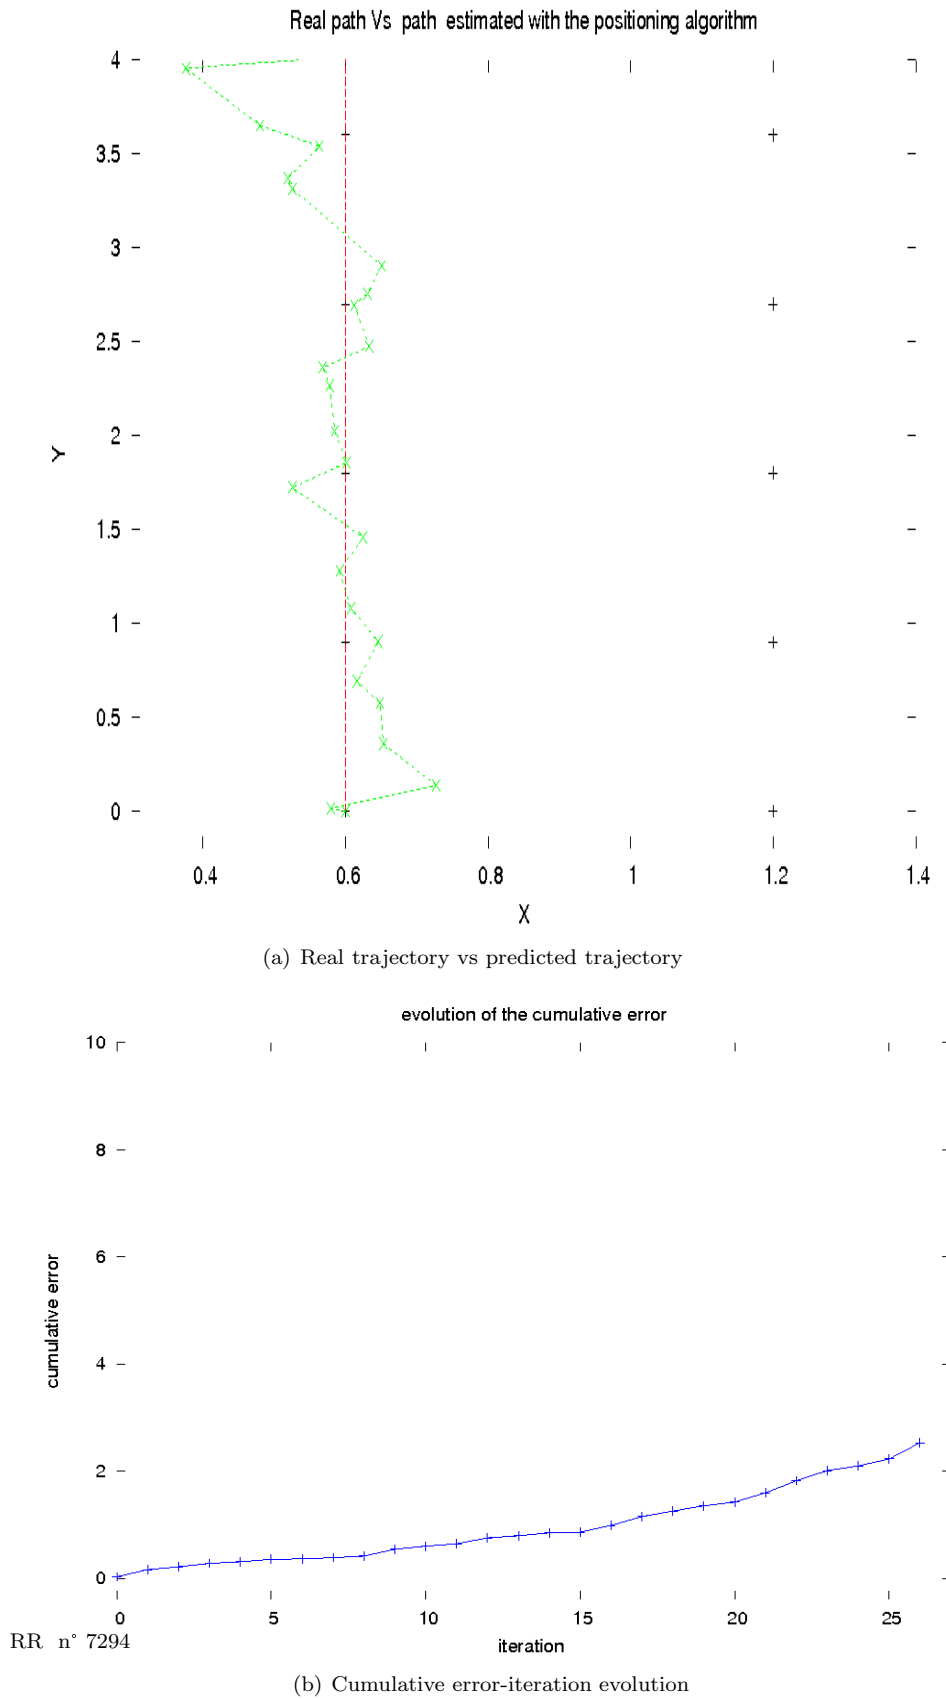 Real path Vs path estimated with the positioning algorithm
4
3.5
3
2.5
2
1.5
1
0.5
0
Y
0.4 0.6 0.8 1 1.2 1.4
X
(a) Real trajectory vs predicted trajectory
evolution of the cumulative error
10
8
6
4
2
0
cumulative error
0 5 10 15 20 25
iteration
RR n° 7294
(b) Cumulative error-iteration evolution